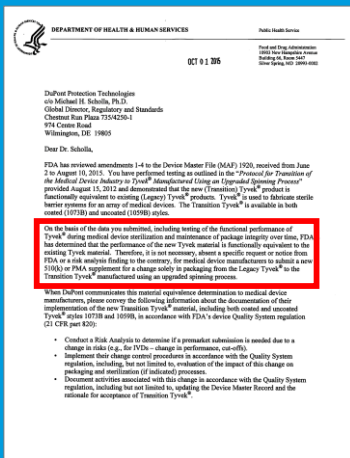 DEPARTMENT OF HEALTH & HUMAN SERVICES
Public Health Service
Food and Drug Administration
10903 New Hampshire Avenue
Building 66, Room 5447
Silver Spring, MD 20993-0002
OCT 01 2015
DuPont Protection Technologies
c/o Michael H. Scholla, Ph.D.
Global Director, Regulatory and Standards
Chestnut Run Plaza 735/4250-1
974 Centre Road
Wilmington, DE 19805
Dear Dr. Scholla,
FDA has reviewed amendments 1-4 to the Device Master File (MAF) 1920, received from June
2 to August 10, 2015. You have performed testing as outlined in the "Protocol for Transition of
the Medical Device Industry to Tyvek® Manufactured Using an Upgraded Spinning Process"
provided August 15, 2012 and demonstrated that the new (Transition) Tyvek® product is
functionally equivalent to existing (Legacy) Tyvek® products. Tyvek® is used to fabricate sterile
barrier systems for an array of medical devices. The Transition Tyvek® is available in both
coated (1073B) and uncoated (1059B) styles.
On the basis of the data you submitted, including testing of the functional performance of
Tyvek® during medical device sterilization and maintenance of package integrity over time, FDA
has determined that the performance of the new Tyvek material is functionally equivalent to the
existing Tyvek material. Therefore, it is not necessary, absent a specific request or notice from
FDA or a risk analysis finding to the contrary, for medical device manufacturers to submit a new
510(k) or PMA supplement for a change solely in packaging from the Legacy Tyvek® to the
Transition Tyvek® manufactured using an upgraded spinning process.
When DuPont communicates this material equivalence determination to medical device
manufacturers, please convey the following information about the documentation of their
implementation of the new Transition Tyvek® material, including both coated and uncoated
Tyvek® styles 1073B and 1059B, in accordance with FDA's device Quality System regulation
(21 CFR part 820):
• Conduct a Risk Analysis to determine if a premarket submission is needed due to a
change in risks (e.g., for IVDs – change in performance, cut-offs).
• Implement their change control procedures in accordance with the Quality System
regulation, including, but not limited to, evaluation of the impact of this change on
packaging and sterilization (if indicated) processes.
• Document activities associated with this change in accordance with the Quality System
regulation, including but not limited to, updating the Device Master Record and the
rationale for acceptance of Transition Tyvek®.